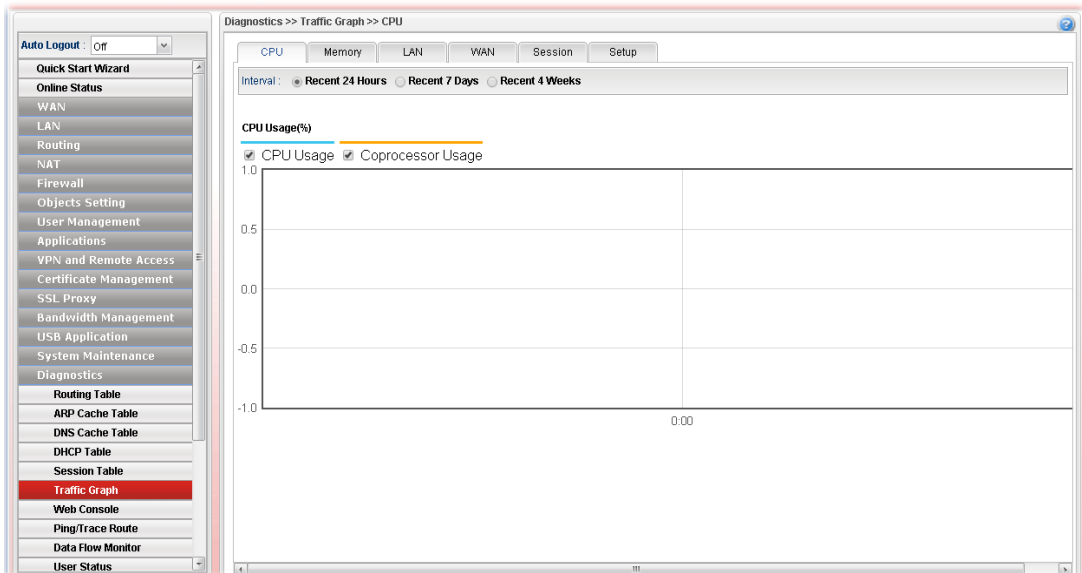 Diagnostics >> Traffic Graph >> CPU
Auto Logout : Off
Quick Start Wizard
Online Status
WAN
LAN
Routing
NAT
Firewall
Objects Setting
User Management
Applications
VPN and Remote Access
Certificate Management
SSL Proxy
Bandwidth Management
USB Application
System Maintenance
Diagnostics
Routing Table
ARP Cache Table
DNS Cache Table
DHCP Table
Session Table
Traffic Graph
Web Console
Ping/Trace Route
Data Flow Monitor
User Status
CPU Memory LAN WAN Session Setup
Interval : Recent 24 Hours Recent 7 Days Recent 4 Weeks
CPU Usage(%)
CPU Usage Coprocessor Usage
1.0
0.5
0.0
-0.5
-1.0
0:00